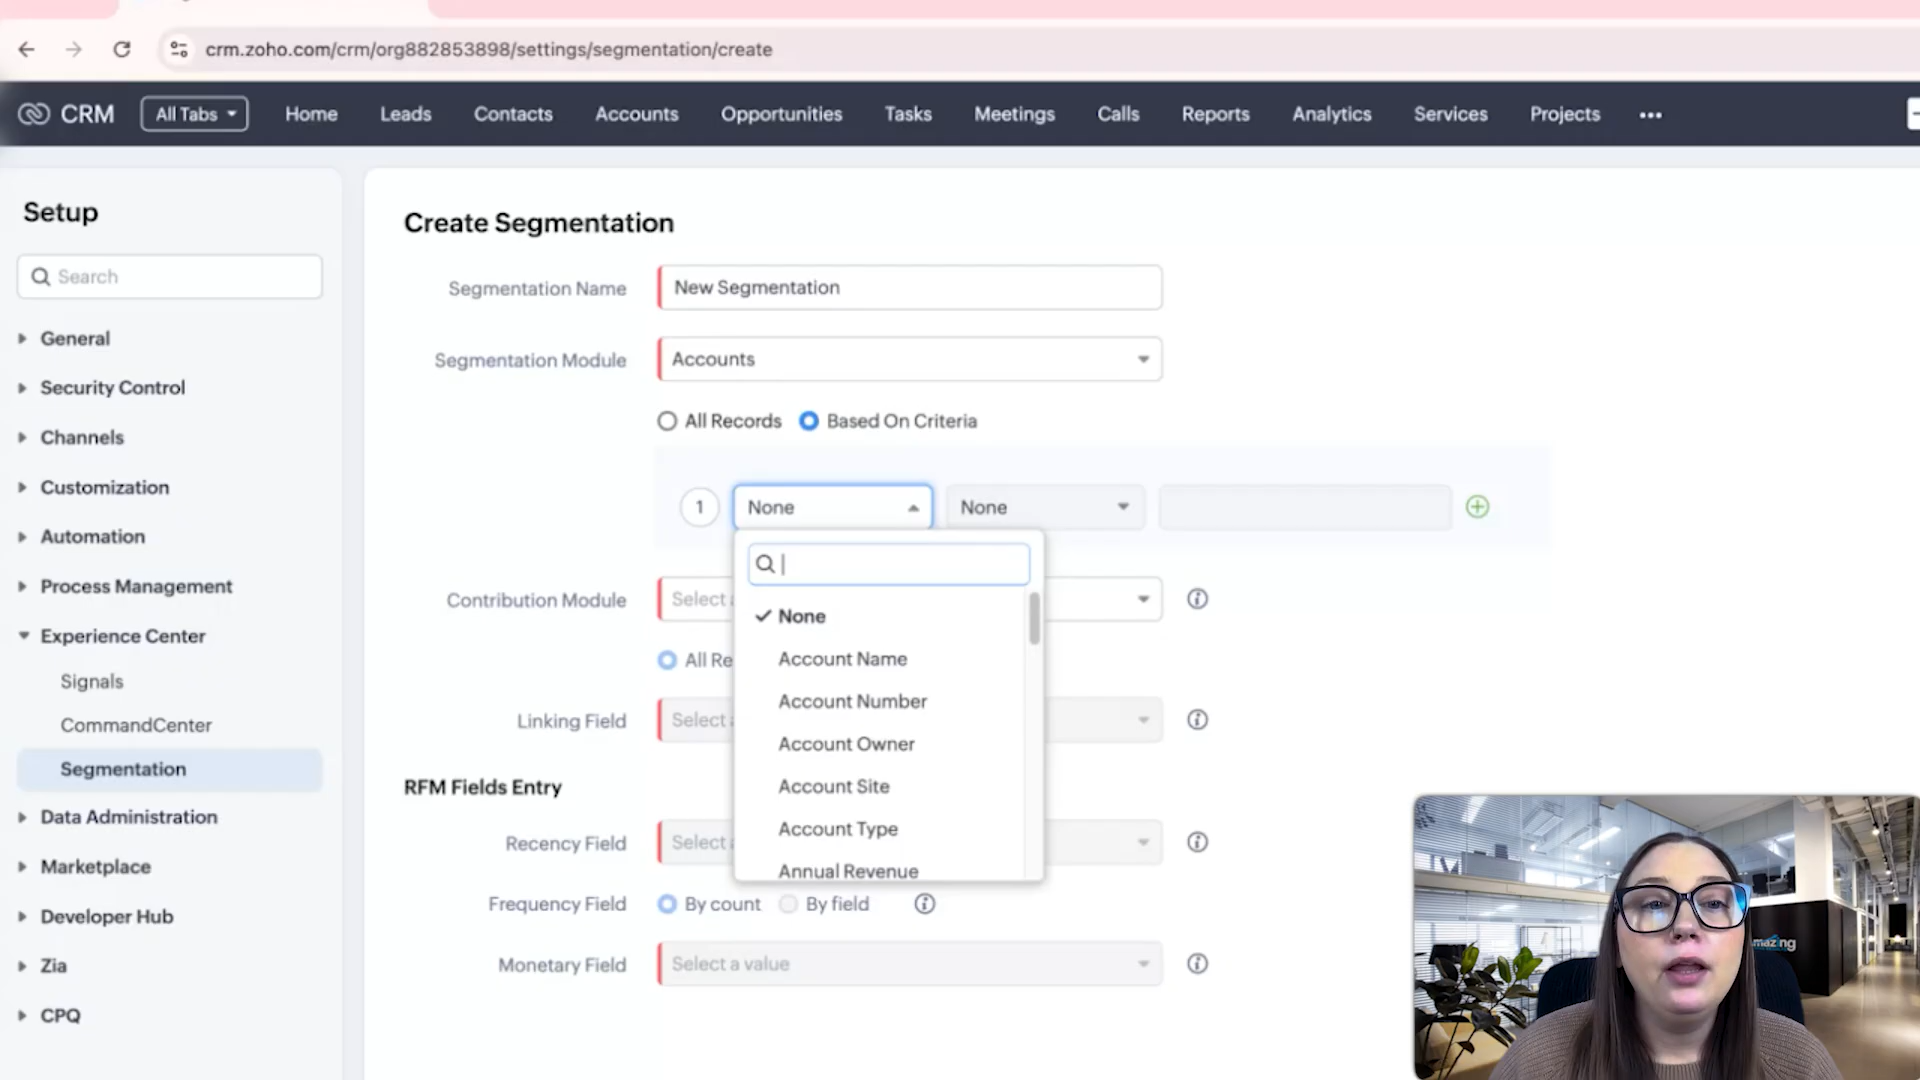 crm.zoho.com/crm/org882853898/settings/segmentation/create
CRM All Tabs Home Leads Contacts Accounts Opportunities Tasks Meetings Calls Reports Analytics Services Projects
Setup
Search
General
Security Control
Channels
Customization
Automation
Process Management
Experience Center
Signals
CommandCenter
Segmentation
Data Administration
Marketplace
Developer Hub
Zia
CPQ
Create Segmentation
Segmentation Name New Segmentation
Segmentation Module Accounts
All Records Based On Criteria
1 None None
None
Account Name
Account Number
Account Owner
Account Site
Account Type
Annual Revenue
Contribution Module Select
All Re
Linking Field Select
RFM Fields Entry
Recency Field Select
Frequency Field By count By field
Monetary Field Select a value
mazing